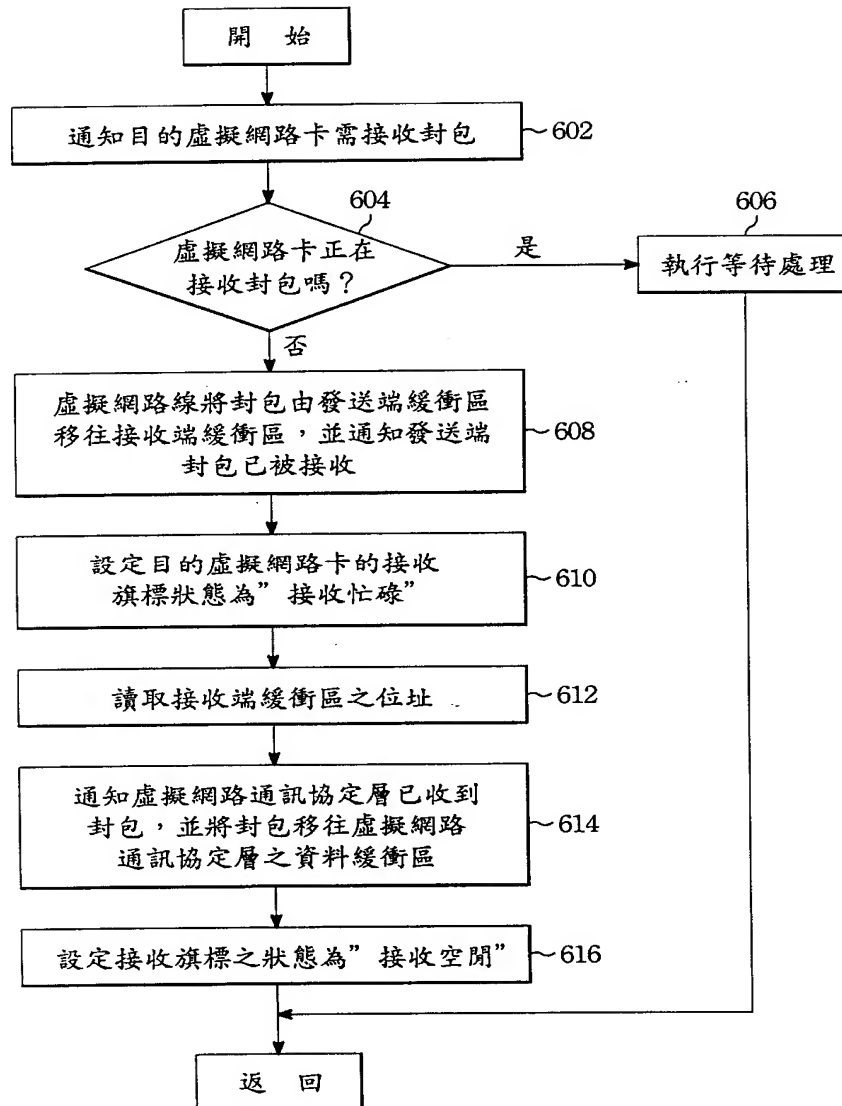 開 始
通知目的虛擬網路卡需接收封包
602
604
虛擬網路卡正在
接收封包嗎？
是
606
執行等待處理
否
虛擬網路線將封包由發送端緩衝區
移往接收端緩衝區，並通知發送端
封包已被接收
608
設定目的虛擬網路卡的接收
旗標狀態為”接收忙碌”
610
讀取接收端緩衝區之位址
612
通知虛擬網路通訊協定層已收到
封包，並將封包移往虛擬網路
通訊協定層之資料緩衝區
614
設定接收旗標之狀態為”接收空閒”
616
返 回